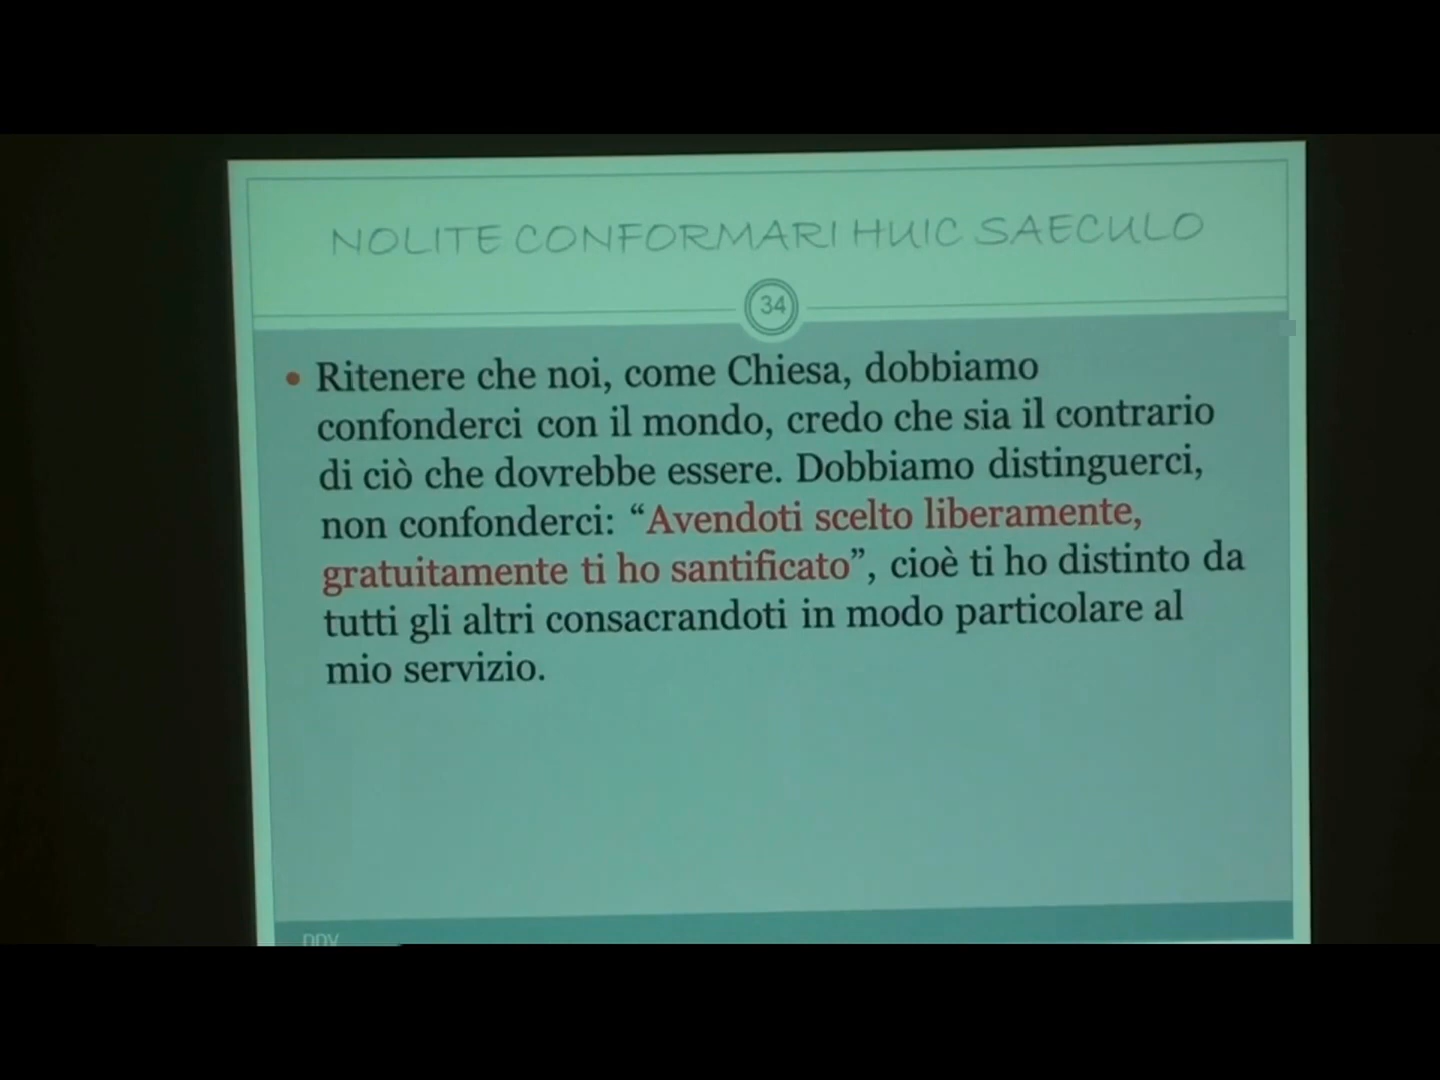 NOLITE CONFORMARI HUIC SAECULO
34
• Ritenere che noi, come Chiesa, dobbiamo
confonderci con il mondo, credo che sia il contrario
di ciò che dovrebbe essere. Dobbiamo distinguerci,
non confonderci: “Avendoti scelto liberamente,
gratuitamente ti ho santificato”, cioè ti ho distinto da
tutti gli altri consacrandoti in modo particolare al
mio servizio.
DDV